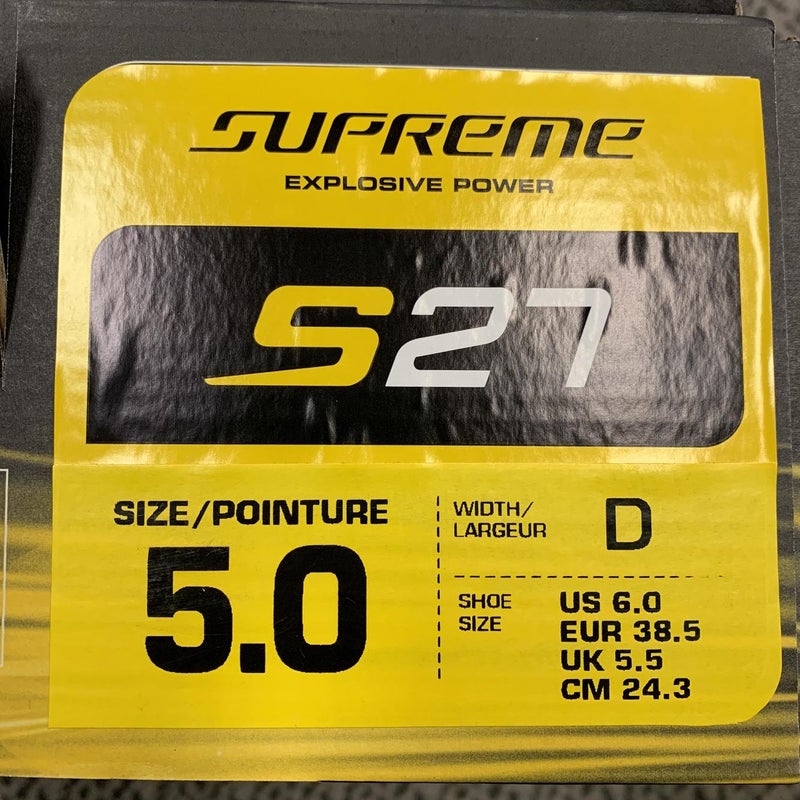 SUPREME
EXPLOSIVE POWER
S27
SIZE/POINTURE
5.0
WIDTH/
LARGEUR
D
SHOE
SIZE
US 6.0
EUR 38.5
UK 5.5
CM 24.3